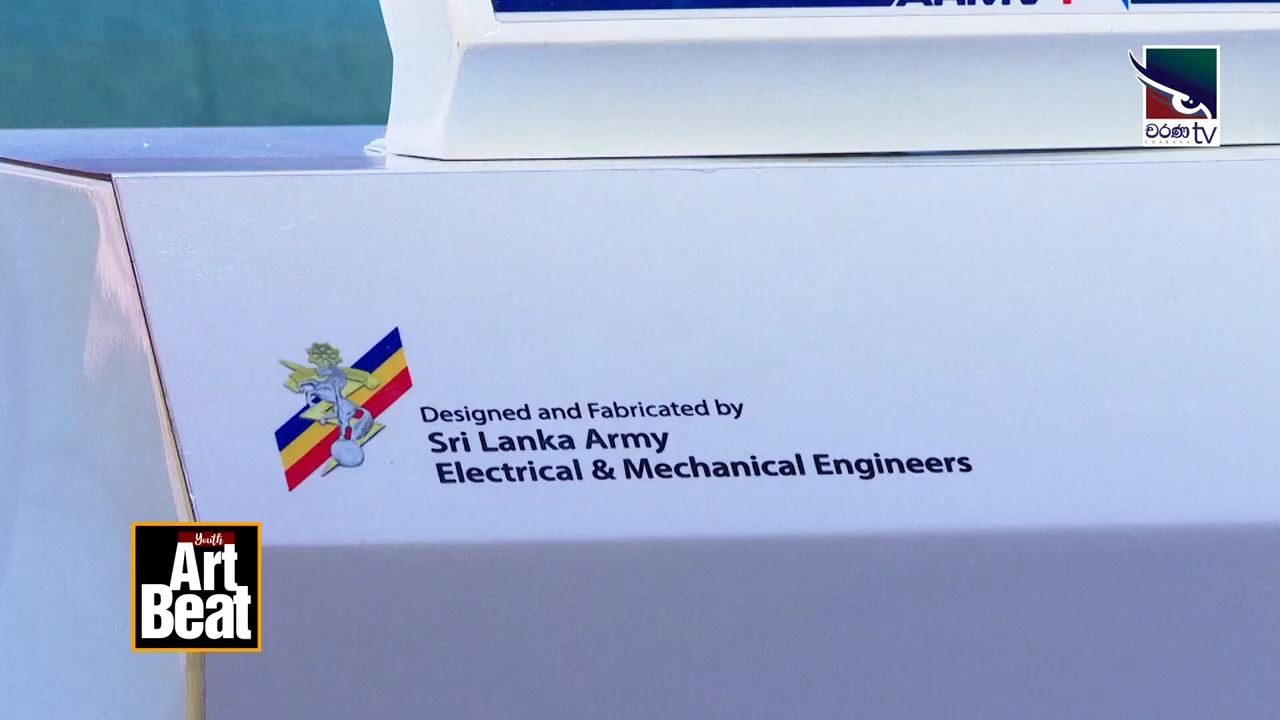 චරණ tv
CHARANA
Designed and Fabricated by
Sri Lanka Army
Electrical & Mechanical Engineers
Youth
Art
Beat